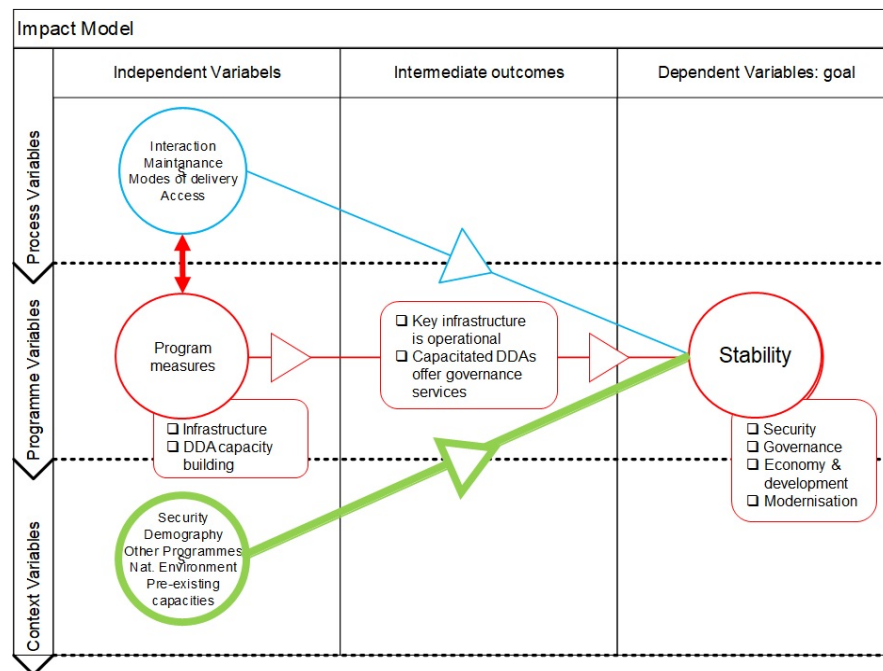 Impact Model
Independent Variabels
Intermediate outcomes
Dependent Variables: goal
Process Variables
Interaction
Maintanance
Modes of delivery
Access
Programme Variables
Program
measures
❑ Infrastructure
❑ DDA capacity
building
❑ Key infrastructure
is operational
❑ Capacitated DDAs
offer governance
services
Stability
❑ Security
❑ Governance
❑ Economy &
development
❑ Modernisation
Context Variables
Security
Demography
Other Programmes
Nat. Environment
Pre-existing
capacities